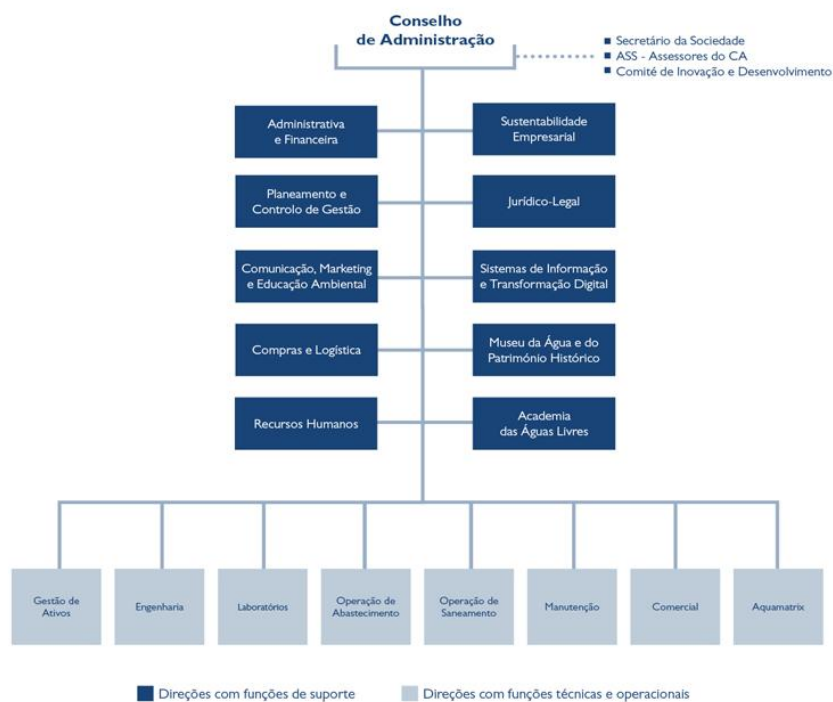 Conselho
de Administração
Secretário da Sociedade
ASS - Assessores do CA
Comité de Inovação e Desenvolvimento
Administrativa
e Financeira
Sustentabilidade
Empresarial
Planeamento e
Controlo de Gestão
Jurídico-Legal
Comunicação, Marketing
e Educação Ambiental
Sistemas de Informação
e Transformação Digital
Compras e Logística
Museu da Água e do
Património Histórico
Recursos Humanos
Academia
das Águas Livres
Gestão de
Ativos
Engenharia
Laboratórios
Operação de
Abastecimento
Operação de
Saneamento
Manutenção
Comercial
Aquamatrix
Direções com funções de suporte
Direções com funções técnicas e operacionais